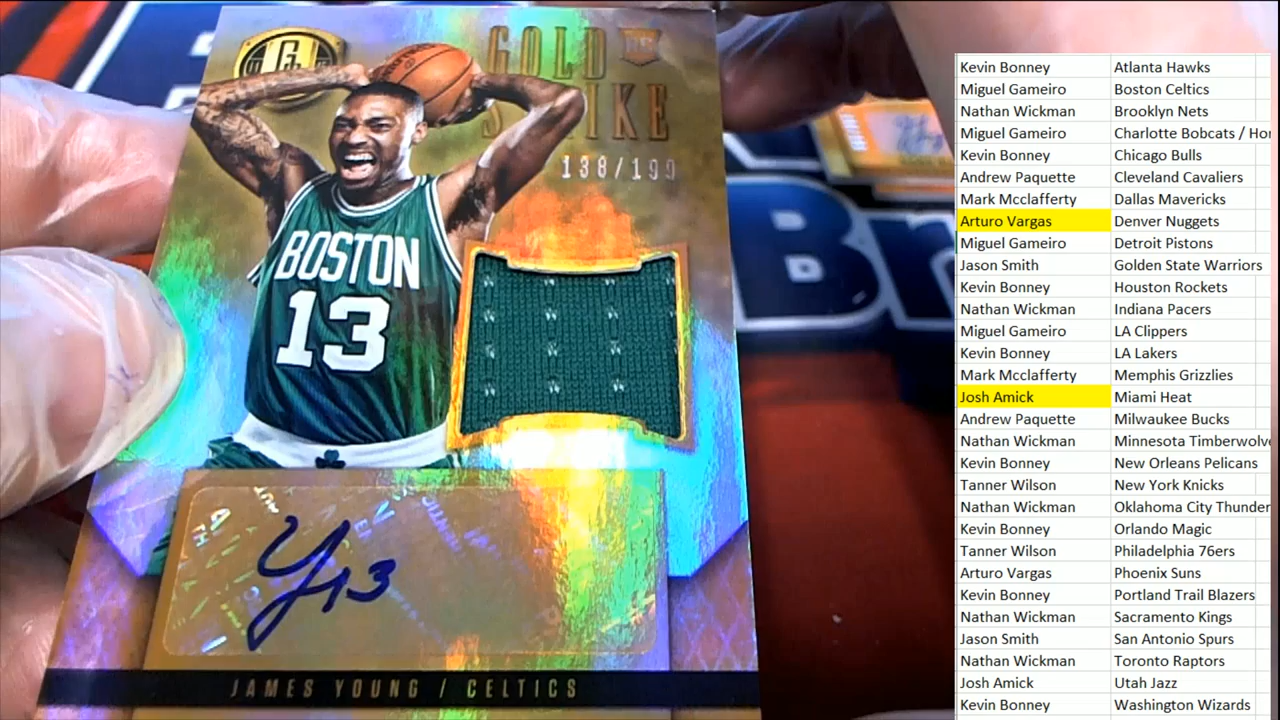 GOLD
STRIKE
RC
138/199
BOSTON
13
Y 13
JAMES YOUNG / CELTICS
B
Kevin Bonney Atlanta Hawks
Miguel Gameiro Boston Celtics
Nathan Wickman Brooklyn Nets
Miguel Gameiro Charlotte Bobcats / Hor
Kevin Bonney Chicago Bulls
Andrew Paquette Cleveland Cavaliers
Mark Mcclafferty Dallas Mavericks
Arturo Vargas Denver Nuggets
Miguel Gameiro Detroit Pistons
Jason Smith Golden State Warriors
Kevin Bonney Houston Rockets
Nathan Wickman Indiana Pacers
Miguel Gameiro LA Clippers
Kevin Bonney LA Lakers
Mark Mcclafferty Memphis Grizzlies
Josh Amick Miami Heat
Andrew Paquette Milwaukee Bucks
Nathan Wickman Minnesota Timberwolve
Kevin Bonney New Orleans Pelicans
Tanner Wilson New York Knicks
Nathan Wickman Oklahoma City Thunder
Kevin Bonney Orlando Magic
Tanner Wilson Philadelphia 76ers
Arturo Vargas Phoenix Suns
Kevin Bonney Portland Trail Blazers
Nathan Wickman Sacramento Kings
Jason Smith San Antonio Spurs
Nathan Wickman Toronto Raptors
Josh Amick Utah Jazz
Kevin Bonney Washington Wizards